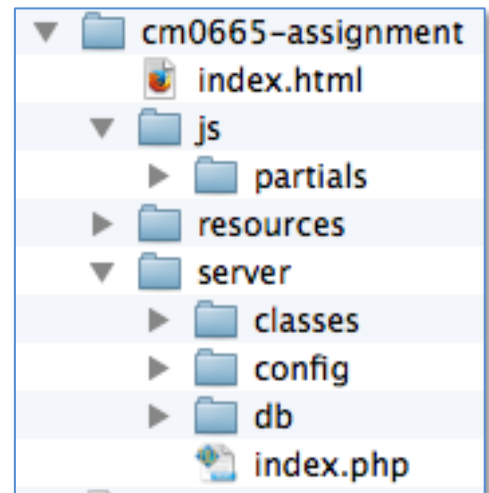 cm0665-assignment
index.html
js
partials
resources
server
classes
config
db
index.php